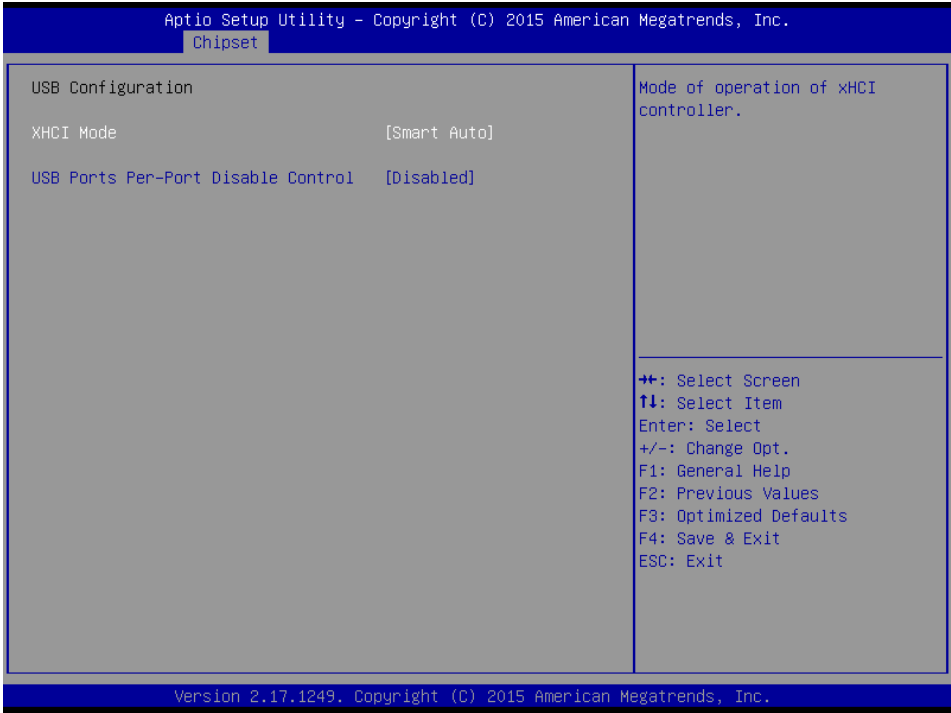 Aptio Setup Utility – Copyright (C) 2015 American Megatrends, Inc.
Chipset
USB Configuration
XHCI Mode [Smart Auto]
USB Ports Per-Port Disable Control [Disabled]
Mode of operation of xHCI
controller.
→←: Select Screen
↑↓: Select Item
Enter: Select
+/-: Change Opt.
F1: General Help
F2: Previous Values
F3: Optimized Defaults
F4: Save & Exit
ESC: Exit
Version 2.17.1249. Copyright (C) 2015 American Megatrends, Inc.